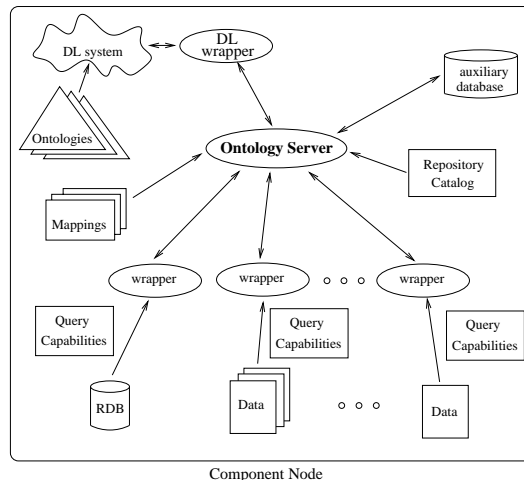 DL system
DL
wrapper
auxiliary
database
Ontologies
Ontology Server
Repository
Catalog
Mappings
wrapper
wrapper
wrapper
Query
Capabilities
Query
Capabilities
Query
Capabilities
RDB
Data
Data
Component Node